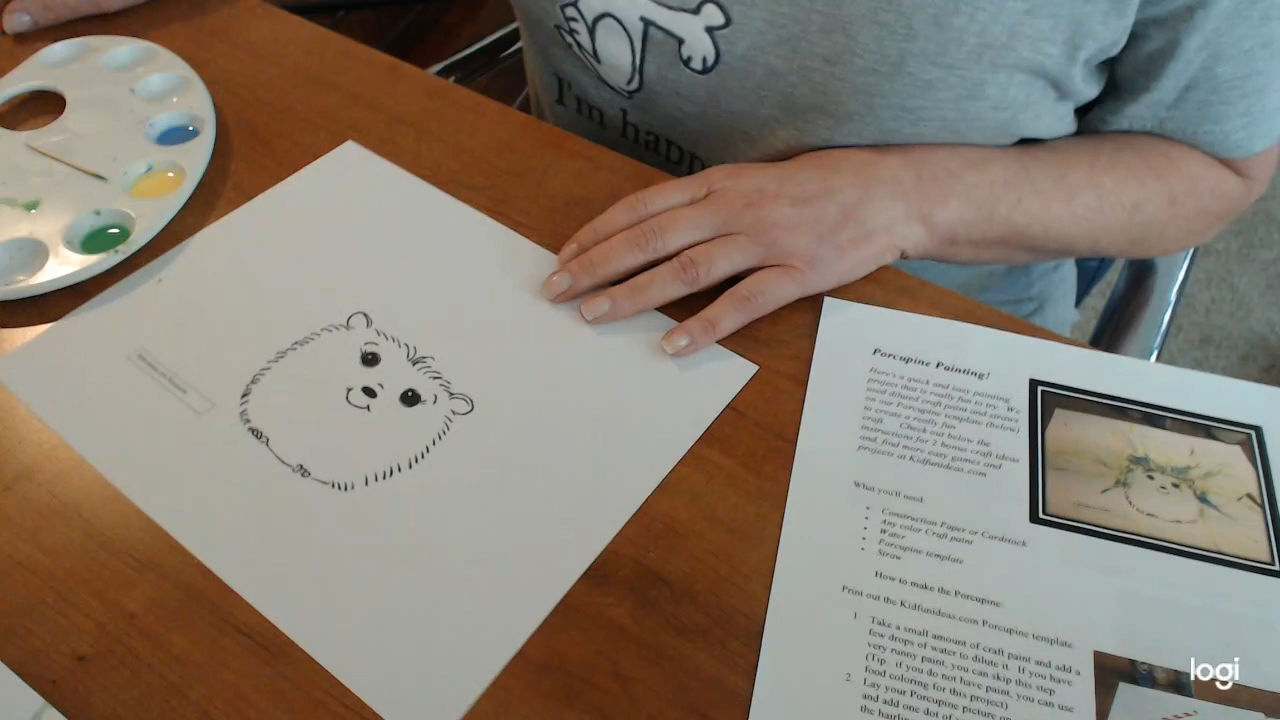 I'm happ
Porcupine Painting!
Here's a quick and easy painting
project that is really fun to try. We
used diluted craft paint and straws
on our Porcupine template (below)
to create a really fun
craft. Check out below the
instructions for 2 bonus craft ideas
and, find more easy games and
projects at Kidfunideas.com
What you'll need:
Construction Paper or Cardstock
Any color Craft paint
Water
Porcupine template
Straw
How to make the Porcupine:
Print out the Kidfunideas.com Porcupine template
1. Take a small amount of craft paint and add a
few drops of water to dilute it. If you have
very runny paint, you can skip this step
(Tip: if you do not have paint, you can use
food coloring for this project)
2. Lay your Porcupine picture on
and add one dot of
the hairline
logi